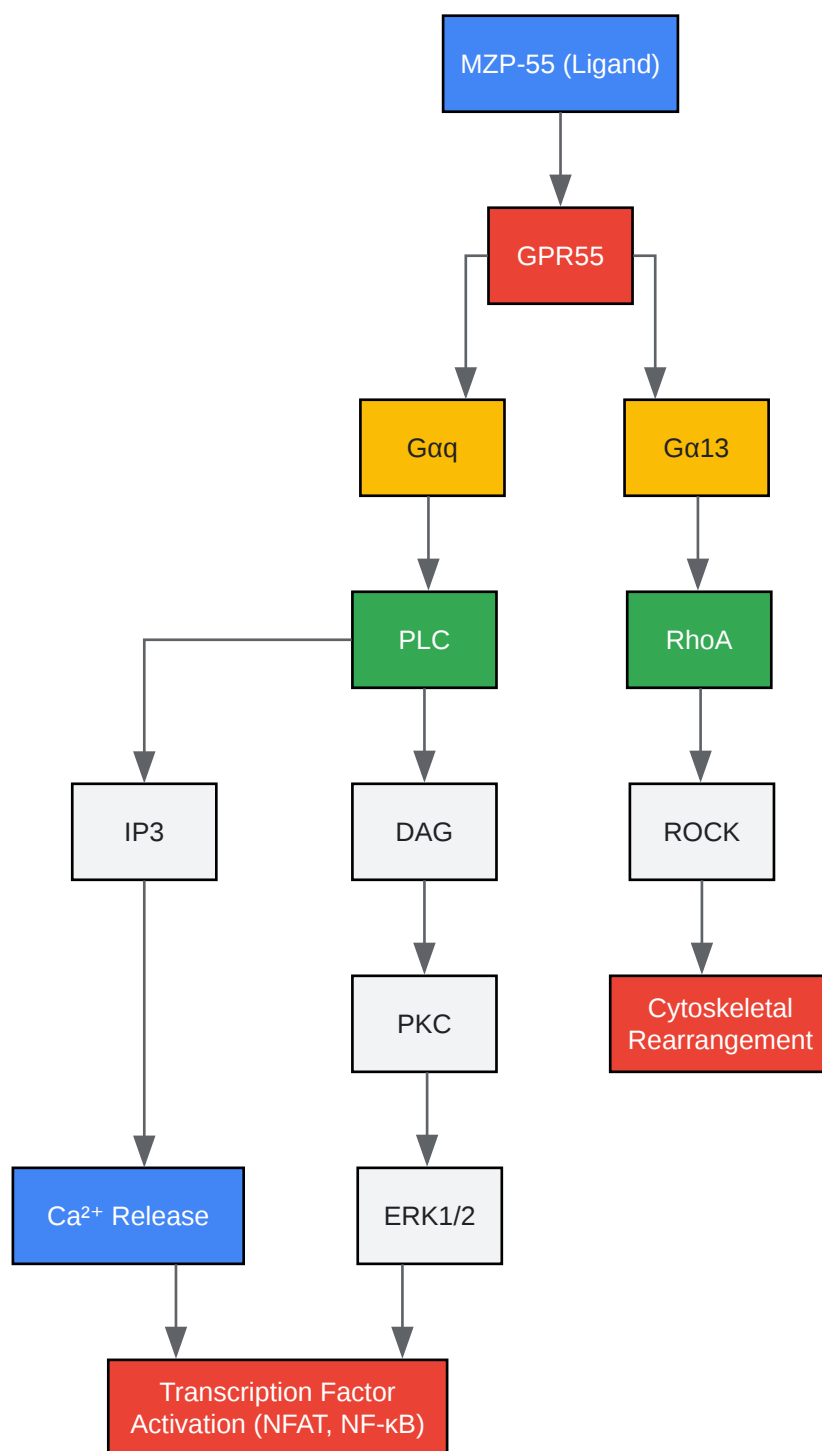 MZP-55 (Ligand)
GPR55
Gαq
Gα13
PLC
RhoA
IP3
DAG
ROCK
PKC
Cytoskeletal
Rearrangement
Ca²⁺ Release
ERK1/2
Transcription Factor
Activation (NFAT, NF-κB)